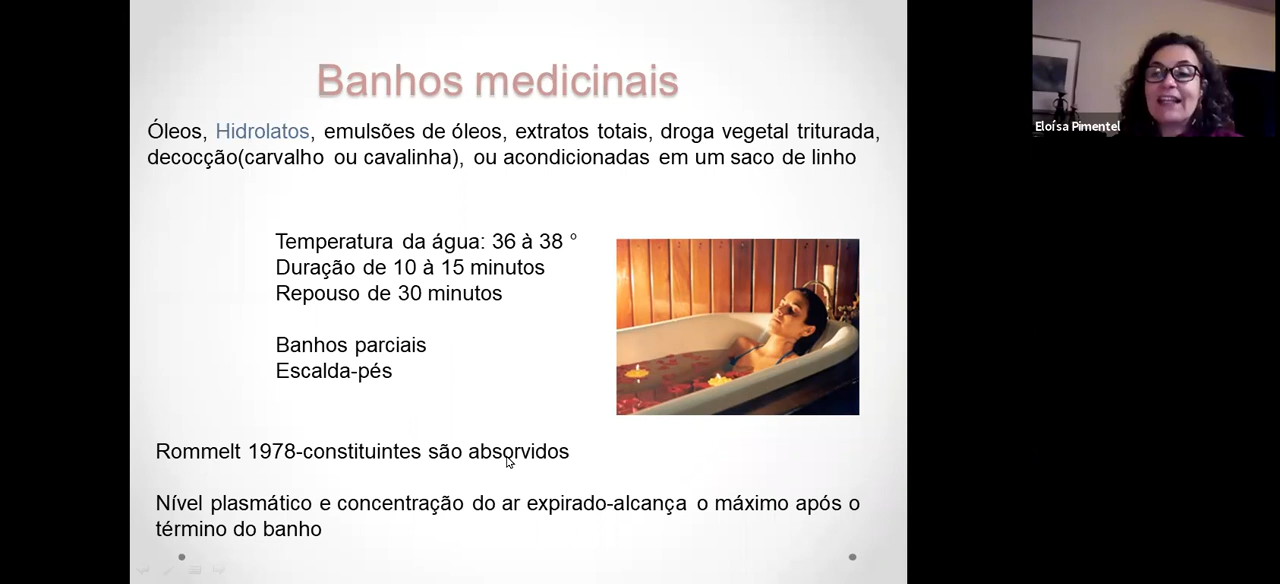 Banhos medicinais
Óleos, Hidrolatos, emulsões de óleos, extratos totais, droga vegetal triturada,
decocção(carvalho ou cavalinha), ou acondicionadas em um saco de linho
Temperatura da água: 36 à 38 °
Duração de 10 à 15 minutos
Repouso de 30 minutos
Banhos parciais
Escalda-pés
Rommelt 1978-constituintes são absorvidos
Nível plasmático e concentração do ar expirado-alcança o máximo após o
término do banho
Eloísa Pimentel